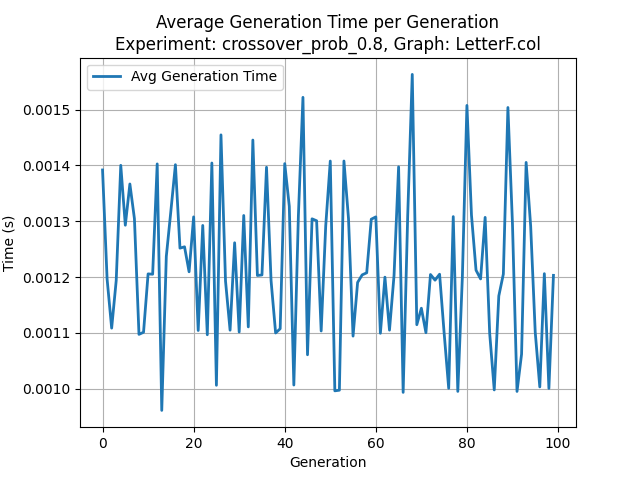 Average Generation Time per Generation
Experiment: crossover_prob_0.8, Graph: LetterF.col
Avg Generation Time
0.0015
0.0014
0.0013
0.0012
0.0011
0.0010
Time (s)
0 20 40 60 80 100
Generation